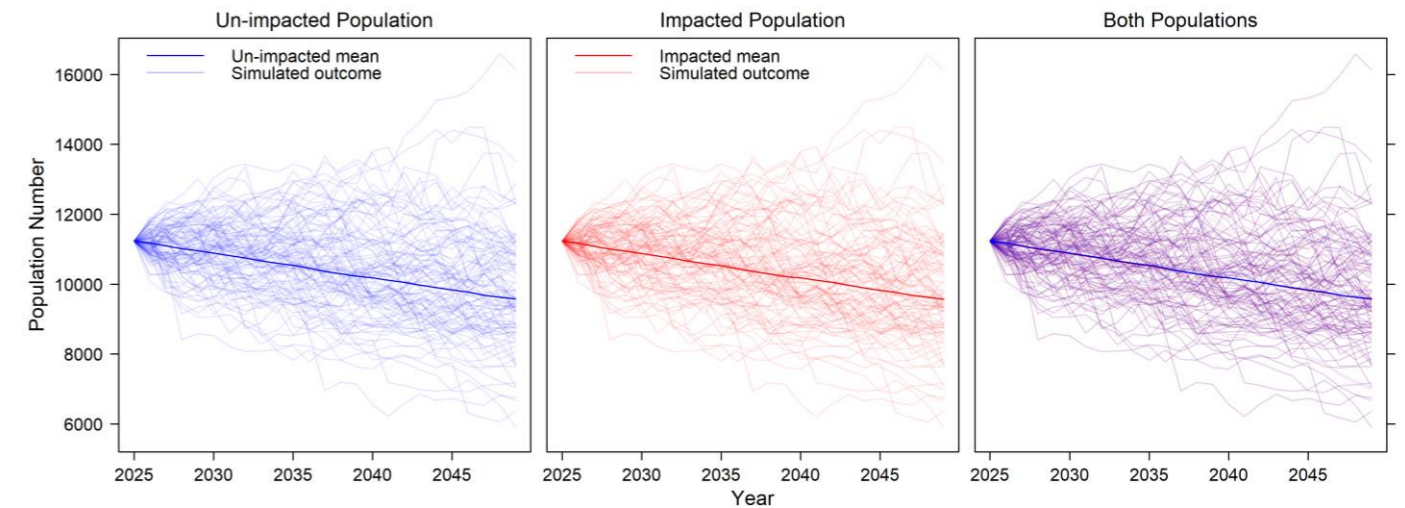 Un-impacted Population
Impacted Population
Both Populations
Un-impacted mean
Simulated outcome
Impacted mean
Simulated outcome
Population Number
16000
14000
12000
10000
8000
6000
2025 2030 2035 2040 2045
2025 2030 2035 2040 2045
2025 2030 2035 2040 2045
Year